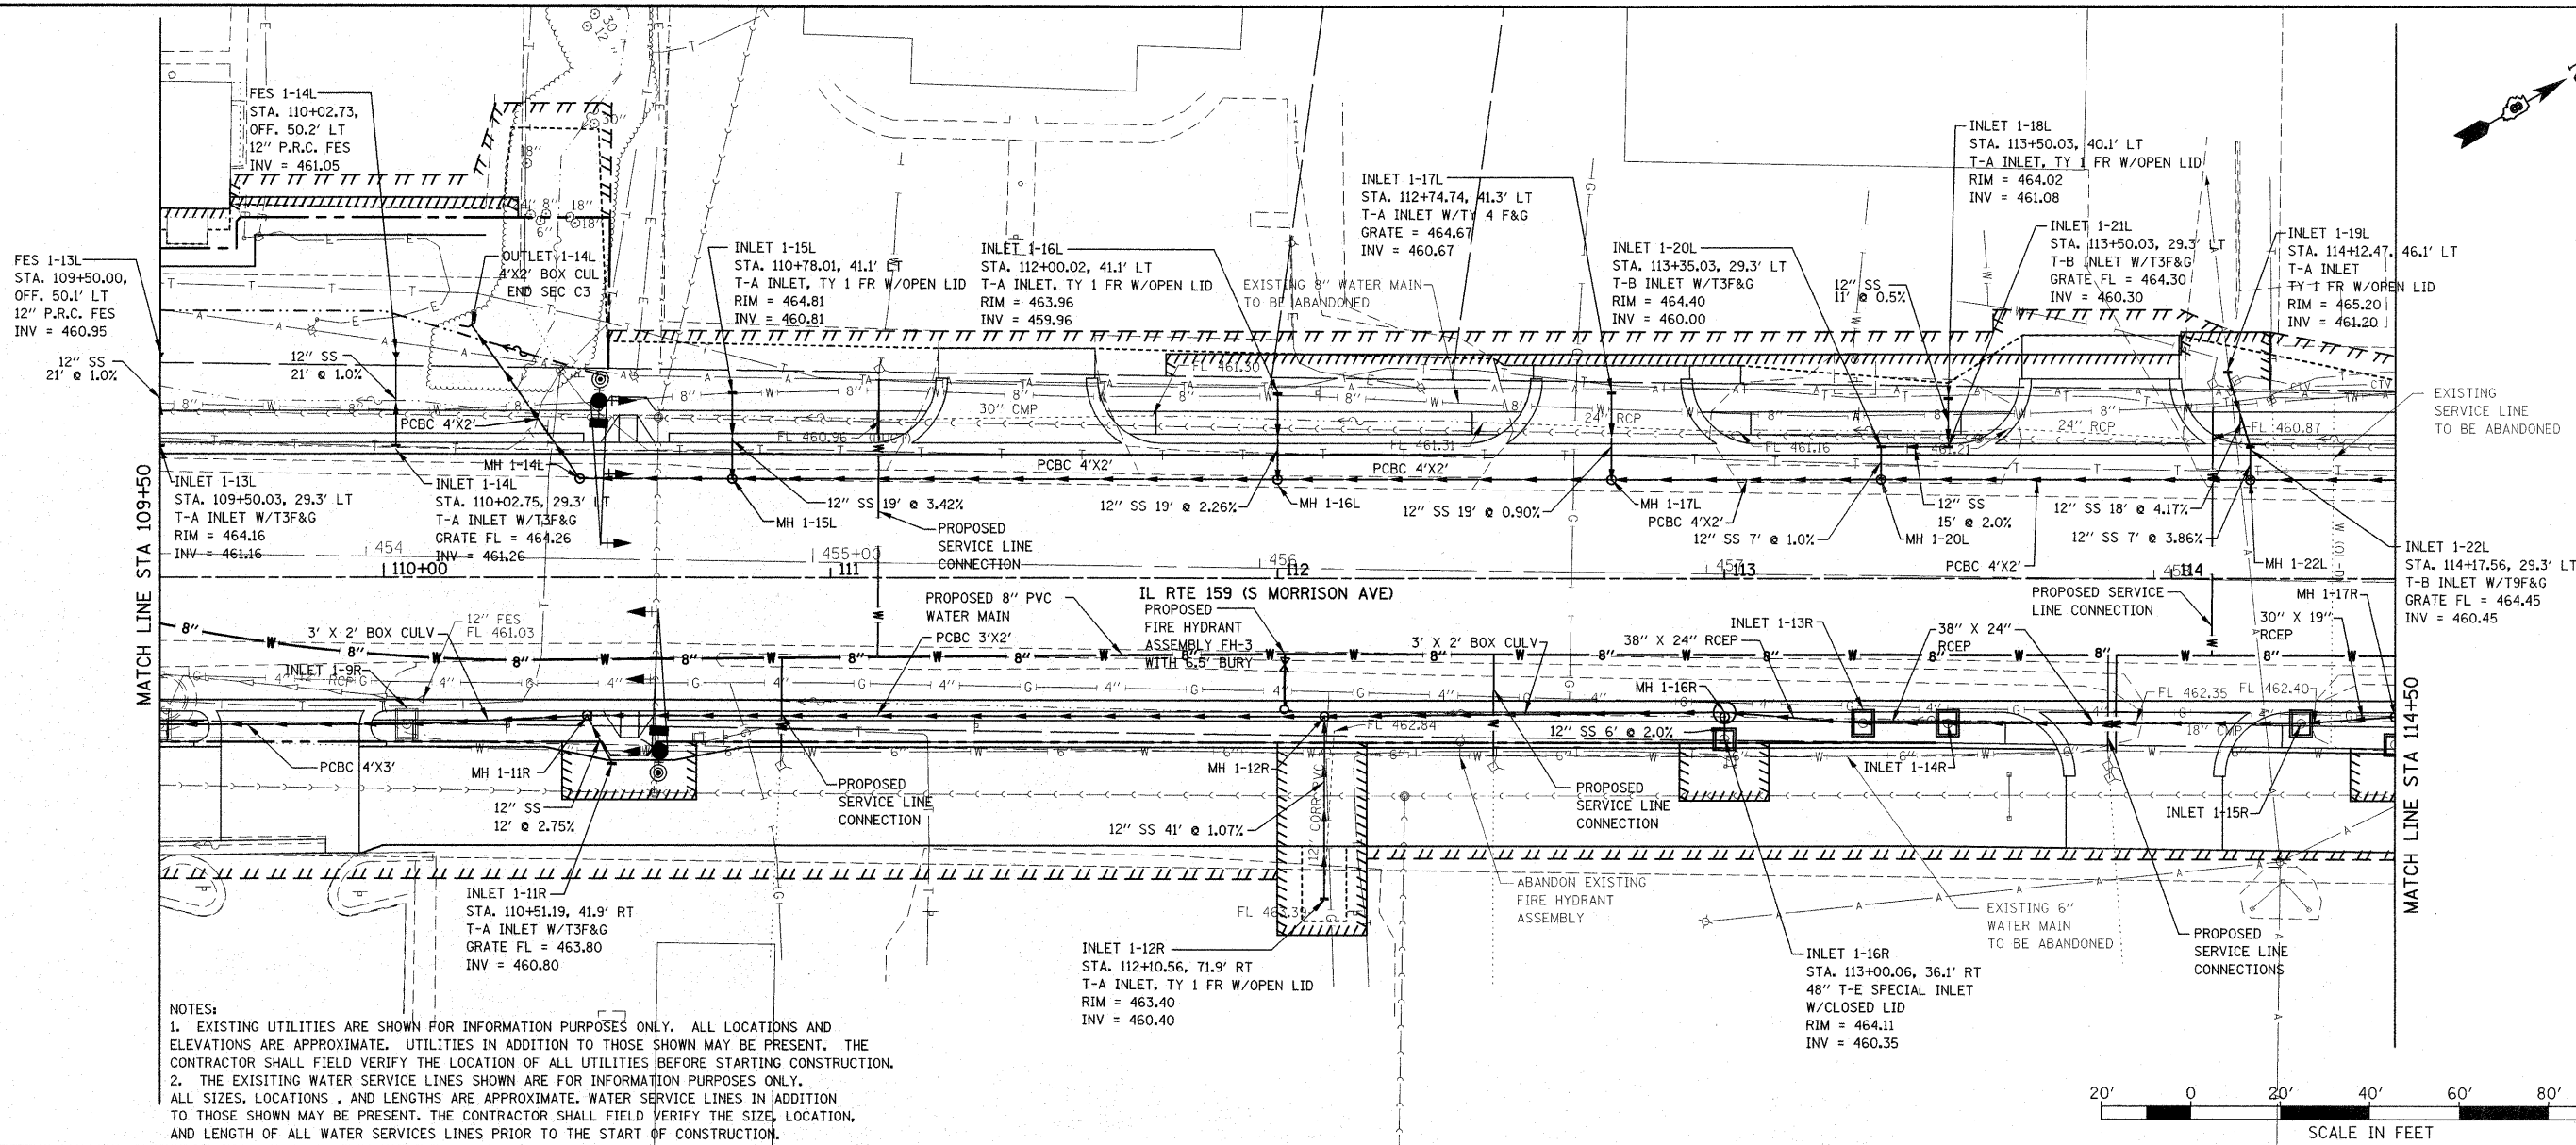 FES 1-14L
STA. 110+02.73,
OFF. 50.2' LT
12" P.R.C. FES
INV = 461.05
FES 1-13L
STA. 109+50.00,
OFF. 50.1' LT
12" P.R.C. FES
INV = 460.95
12" SS
21' @ 1.0%
12" SS
21' @ 1.0%
OUTLET 1-14L
4'X2' BOX CUL
END SEC C3
INLET 1-15L
STA. 110+78.01, 41.1' LT
T-A INLET, TY 1 FR W/OPEN LID
RIM = 464.81
INV = 460.81
INLET 1-16L
STA. 112+00.02, 41.1' LT
T-A INLET, TY 1 FR W/OPEN LID
RIM = 463.96
INV = 459.96
EXISTING 8" WATER MAIN
TO BE ABANDONED
INLET 1-17L
STA. 112+74.74, 41.3' LT
T-A INLET W/TY 4 F&G
GRATE = 464.67
INV = 460.67
INLET 1-20L
STA. 113+35.03, 29.3' LT
T-B INLET W/T3F&G
RIM = 464.40
INV = 460.00
12" SS
11' @ 0.5%
INLET 1-18L
STA. 113+50.03, 40.1' LT
T-A INLET, TY 1 FR W/OPEN LID
RIM = 464.02
INV = 461.08
INLET 1-21L
STA. 113+50.03, 29.3' LT
T-B INLET W/T3F&G
GRATE FL = 464.30
INV = 460.30
INLET 1-19L
STA. 114+12.47, 46.1' LT
T-A INLET
TY 1 FR W/OPEN LID
RIM = 465.20
INV = 461.20
EXISTING
SERVICE LINE
TO BE ABANDONED
PCBC 4'X2'
FL 461.30
30" CMP
FL 460.96
FL 461.31
24" RCP
FL 461.16
FL 461.21
24" RCP
FL 460.87
MH 1-14L
PCBC 4'X2'
PCBC 4'X2'
INLET 1-13L
STA. 109+50.03, 29.3' LT
T-A INLET W/T3F&G
RIM = 464.16
INV = 461.16
INLET 1-14L
STA. 110+02.75, 29.3' LT
T-A INLET W/T3F&G
GRATE FL = 464.26
INV = 461.26
12" SS 19' @ 3.42%
MH 1-15L
PROPOSED
SERVICE LINE
CONNECTION
12" SS 19' @ 2.26%
MH 1-16L
12" SS 19' @ 0.90%
MH 1-17L
PCBC 4'X2'
12" SS 7' @ 1.0%
MH 1-20L
12" SS
15' @ 2.0%
12" SS 18' @ 4.17%
12" SS 7' @ 3.86%
PCBC 4'X2'
MH 1-22L
INLET 1-22L
STA. 114+17.56, 29.3' LT
T-B INLET W/T9F&G
GRATE FL = 464.45
INV = 460.45
MATCH LINE STA 109+50
454
455+00
456
457
110+00
111
112
113
114
IL RTE 159 (S MORRISON AVE)
3' X 2' BOX CULV
12" FES
FL 461.03
INLET 1-9R
PROPOSED 8" PVC
WATER MAIN
PCBC 3'X2'
PROPOSED
FIRE HYDRANT
ASSEMBLY FH-3
WITH 6.5' BURY
3' X 2' BOX CULV
38" X 24" RCEP
INLET 1-13R
38" X 24"
RCEP
PROPOSED SERVICE
LINE CONNECTION
MH 1-17R
30" X 19"
RCEP
FL 462.35
FL 462.40
18" CMP
PCBC 4'X3'
MH 1-11R
12" SS
12' @ 2.75%
PROPOSED
SERVICE LINE
CONNECTION
FL 462.84
MH 1-12R
12" SS 41' @ 1.07%
MH 1-16R
12" SS 6' @ 2.0%
PROPOSED
SERVICE LINE
CONNECTION
INLET 1-14R
INLET 1-15R
MATCH LINE STA 114+50
INLET 1-11R
STA. 110+51.19, 41.9' RT
T-A INLET W/T3F&G
GRATE FL = 463.80
INV = 460.80
INLET 1-12R
STA. 112+10.56, 71.9' RT
T-A INLET, TY 1 FR W/OPEN LID
RIM = 463.40
INV = 460.40
ABANDON EXISTING
FIRE HYDRANT
ASSEMBLY
INLET 1-16R
STA. 113+00.06, 36.1' RT
48" T-E SPECIAL INLET
W/CLOSED LID
RIM = 464.11
INV = 460.35
EXISTING 6"
WATER MAIN
TO BE ABANDONED
PROPOSED
SERVICE LINE
CONNECTIONS
NOTES:
1. EXISTING UTILITIES ARE SHOWN FOR INFORMATION PURPOSES ONLY. ALL LOCATIONS AND
ELEVATIONS ARE APPROXIMATE. UTILITIES IN ADDITION TO THOSE SHOWN MAY BE PRESENT. THE
CONTRACTOR SHALL FIELD VERIFY THE LOCATION OF ALL UTILITIES BEFORE STARTING CONSTRUCTION.
2. THE EXISITING WATER SERVICE LINES SHOWN ARE FOR INFORMATION PURPOSES ONLY.
ALL SIZES, LOCATIONS , AND LENGTHS ARE APPROXIMATE. WATER SERVICE LINES IN ADDITION
TO THOSE SHOWN MAY BE PRESENT. THE CONTRACTOR SHALL FIELD VERIFY THE SIZE, LOCATION,
AND LENGTH OF ALL WATER SERVICES LINES PRIOR TO THE START OF CONSTRUCTION.
20' 0 20' 40' 60' 80'
SCALE IN FEET